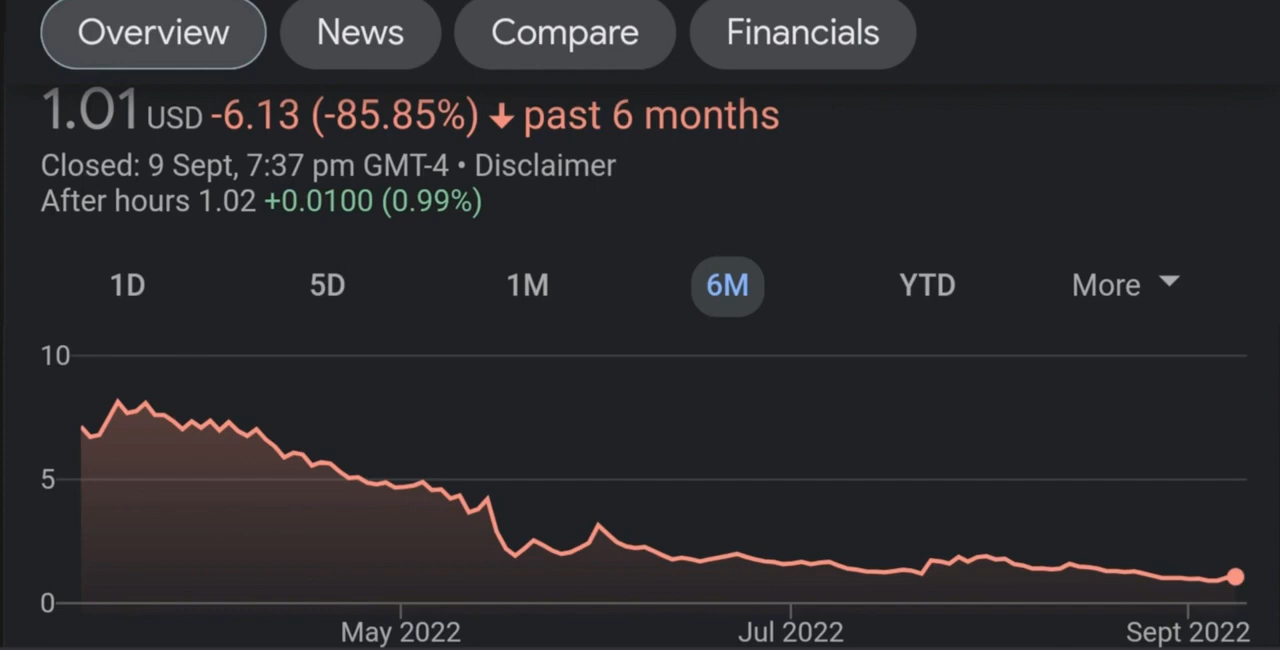 Overview News Compare Financials
1.01 USD -6.13 (-85.85%) ↓ past 6 months
Closed: 9 Sept, 7:37 pm GMT-4 • Disclaimer
After hours 1.02 +0.0100 (0.99%)
1D 5D 1M 6M YTD More
10
5
0
May 2022 Jul 2022 Sept 2022